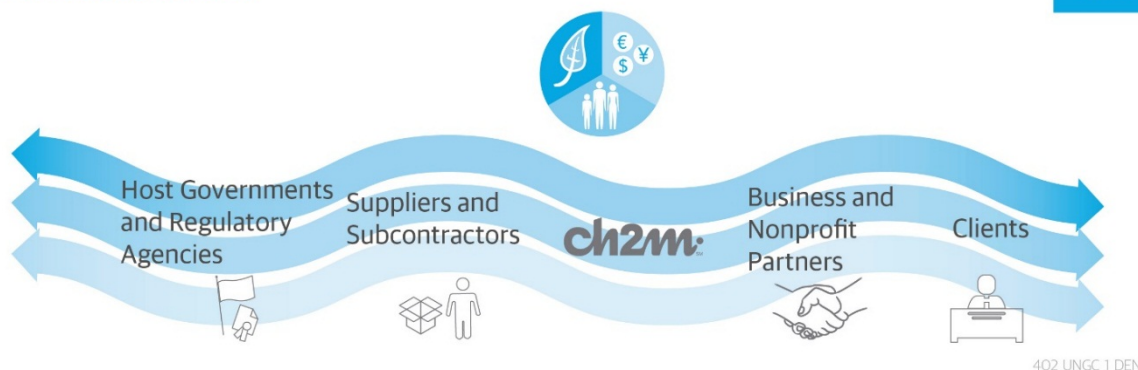 €
¥
$
Host Governments
and Regulatory
Agencies
Suppliers and
Subcontractors
ch2m:
Business and
Nonprofit
Partners
Clients
402 UNGC 1 DEN